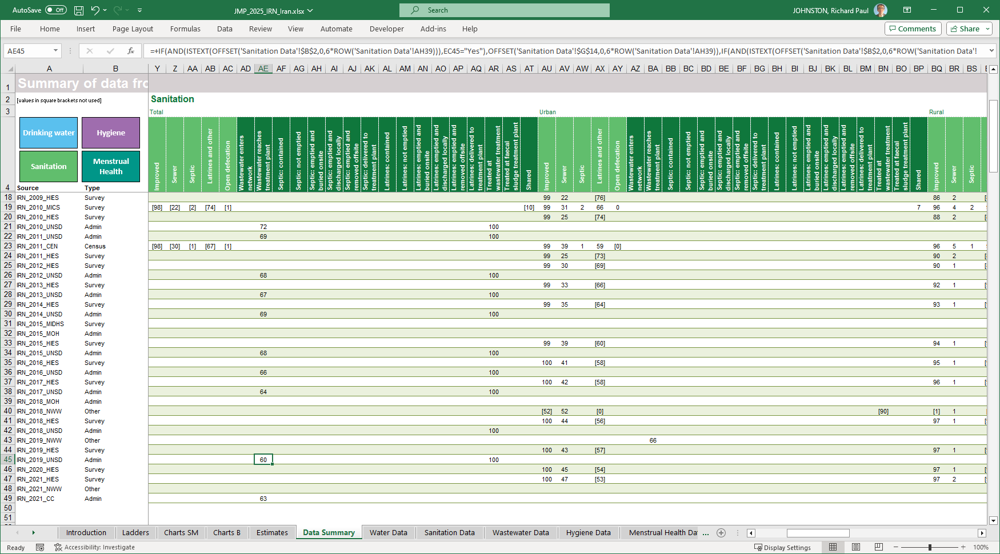 AutoSave Off JMP_2025_IRN_Iran.xlsx Search JOHNSTON, Richard Paul
File Home Insert Page Layout Formulas Data Review View Automate Developer Add-ins Help Comments Share
AE45 fx =+IF(AND(ISTEXT(OFFSET('Sanitation Data'!$B$2,0,6*ROW('Sanitation Data'!AH39))),EC45="Yes"),OFFSET('Sanitation Data'!$G$14,0,6*ROW('Sanitation Data'!AH39)),IF(AND(ISTEXT(OFFSET('Sanitation Data'!$B$2,0,6*ROW('Sanitation Data'!
A B Y Z AA AB AC AD AE AF AG AH AI AJ AK AL AM AN AO AP AQ AR AS AT AU AV AW AX AY AZ BA BB BC BD BE BF BG BH BI BJ BK BL BM BN BO BP BQ BR BS
1 Summary of data fro
2 [values in square brackets not used] Sanitation
3 Total Urban Rural
Drinking water Hygiene
Sanitation Menstrual Health
Improved
Sewer
Septic
Latrines and other
Open defecation
Wastewater enters network
Wastewater reaches treatment plant
Septic: contained
Septic: not emptied
Septic: emptied and buried onsite
Septic: emptied and discharged locally
Septic: emptied and removed offsite
Septic: delivered to treatment plant
Latrines: contained
Latrines: not emptied
Latrines: emptied and buried onsite
Latrines: emptied and discharged locally
Latrines: emptied and removed offsite
Latrines: delivered to treatment plant
Treated at wastewater treatment
Treated at faecal sludge treatment plant
Shared
Improved
Sewer
Septic
Latrines and other
Open defecation
Wastewater enters network
Wastewater reaches treatment plant
Septic: contained
Septic: not emptied
Septic: emptied and buried onsite
Septic: emptied and discharged locally
Septic: emptied and removed offsite
Septic: delivered to treatment plant
Latrines: contained
Latrines: not emptied
Latrines: emptied and buried onsite
Latrines: emptied and discharged locally
Latrines: emptied and removed offsite
Latrines: delivered to treatment plant
Treated at wastewater treatment
Treated at faecal sludge treatment plant
Shared
Improved
Sewer
Septic
4 Source Type
18 IRN_2009_HIES Survey 99 22 [76] 86 2
19 IRN_2010_MICS Survey [98] [22] [2] [74] [1] [10] 99 31 2 66 0 7 96 4 2
20 IRN_2010_HIES Survey 99 25 [74] 88 2
21 IRN_2010_UNSD Admin 72 100
22 IRN_2011_UNSD Admin 69 100
23 IRN_2011_CEN Census [98] [30] [1] [67] [1] 99 39 1 59 [0] 96 5 1
24 IRN_2011_HIES Survey 99 25 [73] 90 2
25 IRN_2012_HIES Survey 99 30 [69] 90 1
26 IRN_2012_UNSD Admin 68 100
27 IRN_2013_HIES Survey 99 33 [66] 92 1
28 IRN_2013_UNSD Admin 67 100
29 IRN_2014_HIES Survey 99 35 [64] 93 1
30 IRN_2014_UNSD Admin 69 100
31 IRN_2015_MIDHS Survey
32 IRN_2015_MOH Admin
33 IRN_2015_HIES Survey 99 39 [60] 94 1
34 IRN_2015_UNSD Admin 68 100
35 IRN_2016_HIES Survey 100 41 [58] 95 1
36 IRN_2016_UNSD Admin 66 100
37 IRN_2017_HIES Survey 100 42 [58] 96 1
38 IRN_2017_UNSD Admin 64 100
39 IRN_2018_MOH Admin
40 IRN_2018_NWW Other [52] 52 [0] [90] [1] 1
41 IRN_2018_HIES Survey 100 44 [56] 97 1
42 IRN_2018_UNSD Admin 100
43 IRN_2019_NWW Other 66
44 IRN_2019_HIES Survey 100 43 [57] 97 1
45 IRN_2019_UNSD Admin 60 100
46 IRN_2020_HIES Survey 100 45 [54] 97 1
47 IRN_2021_HIES Survey 100 47 [53] 97 2
48 IRN_2021_NWW Other
49 IRN_2021_CC Admin 63
50
51
Introduction Ladders Charts SM Charts B Estimates Data Summary Water Data Sanitation Data Wastewater Data Hygiene Data Menstrual Health Da ...
Ready Accessibility: Investigate Display Settings 100%